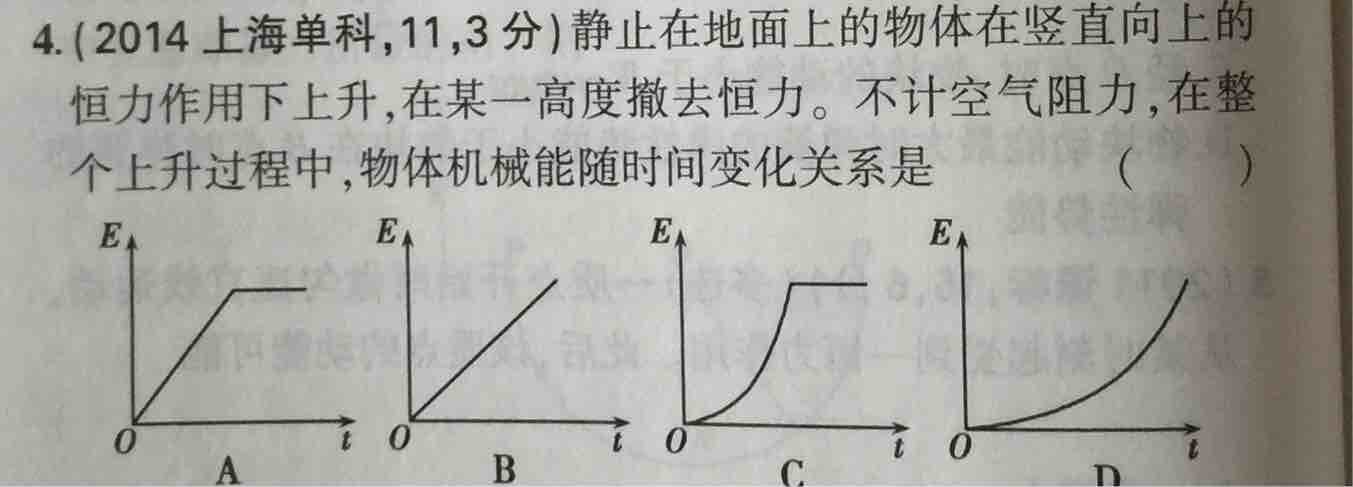 4.(2014 上海单科,11,3 分)静止在地面上的物体在竖直向上的
恒力作用下上升,在某一高度撤去恒力。不计空气阻力,在整
个上升过程中,物体机械能随时间变化关系是 ( )
E E E E
O t O t O t O t
A B C D